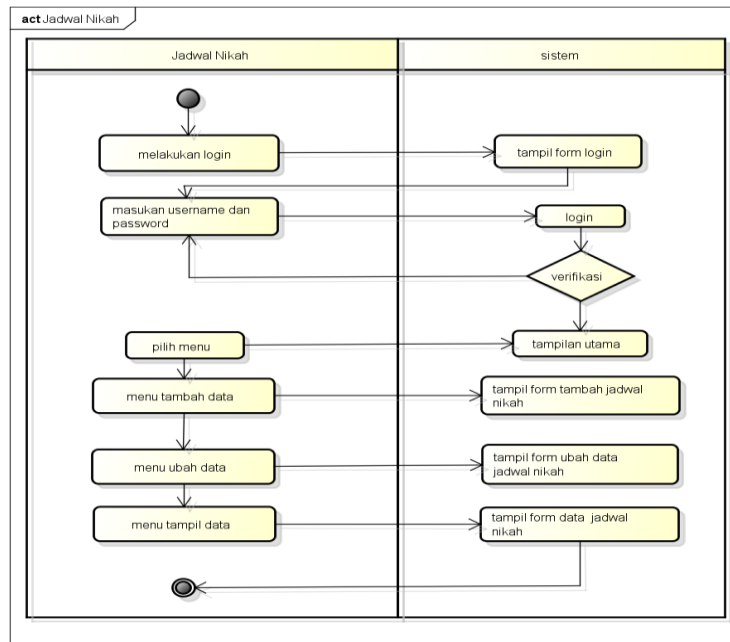 act Jadwal Nikah
Jadwal Nikah
sistem
melakukan login
tampil form login
masukan username dan
password
login
verifikasi
pilih menu
tampilan utama
menu tambah data
tampil form tambah jadwal
nikah
menu ubah data
tampil form ubah data
jadwal nikah
menu tampil data
tampil form data jadwal
nikah